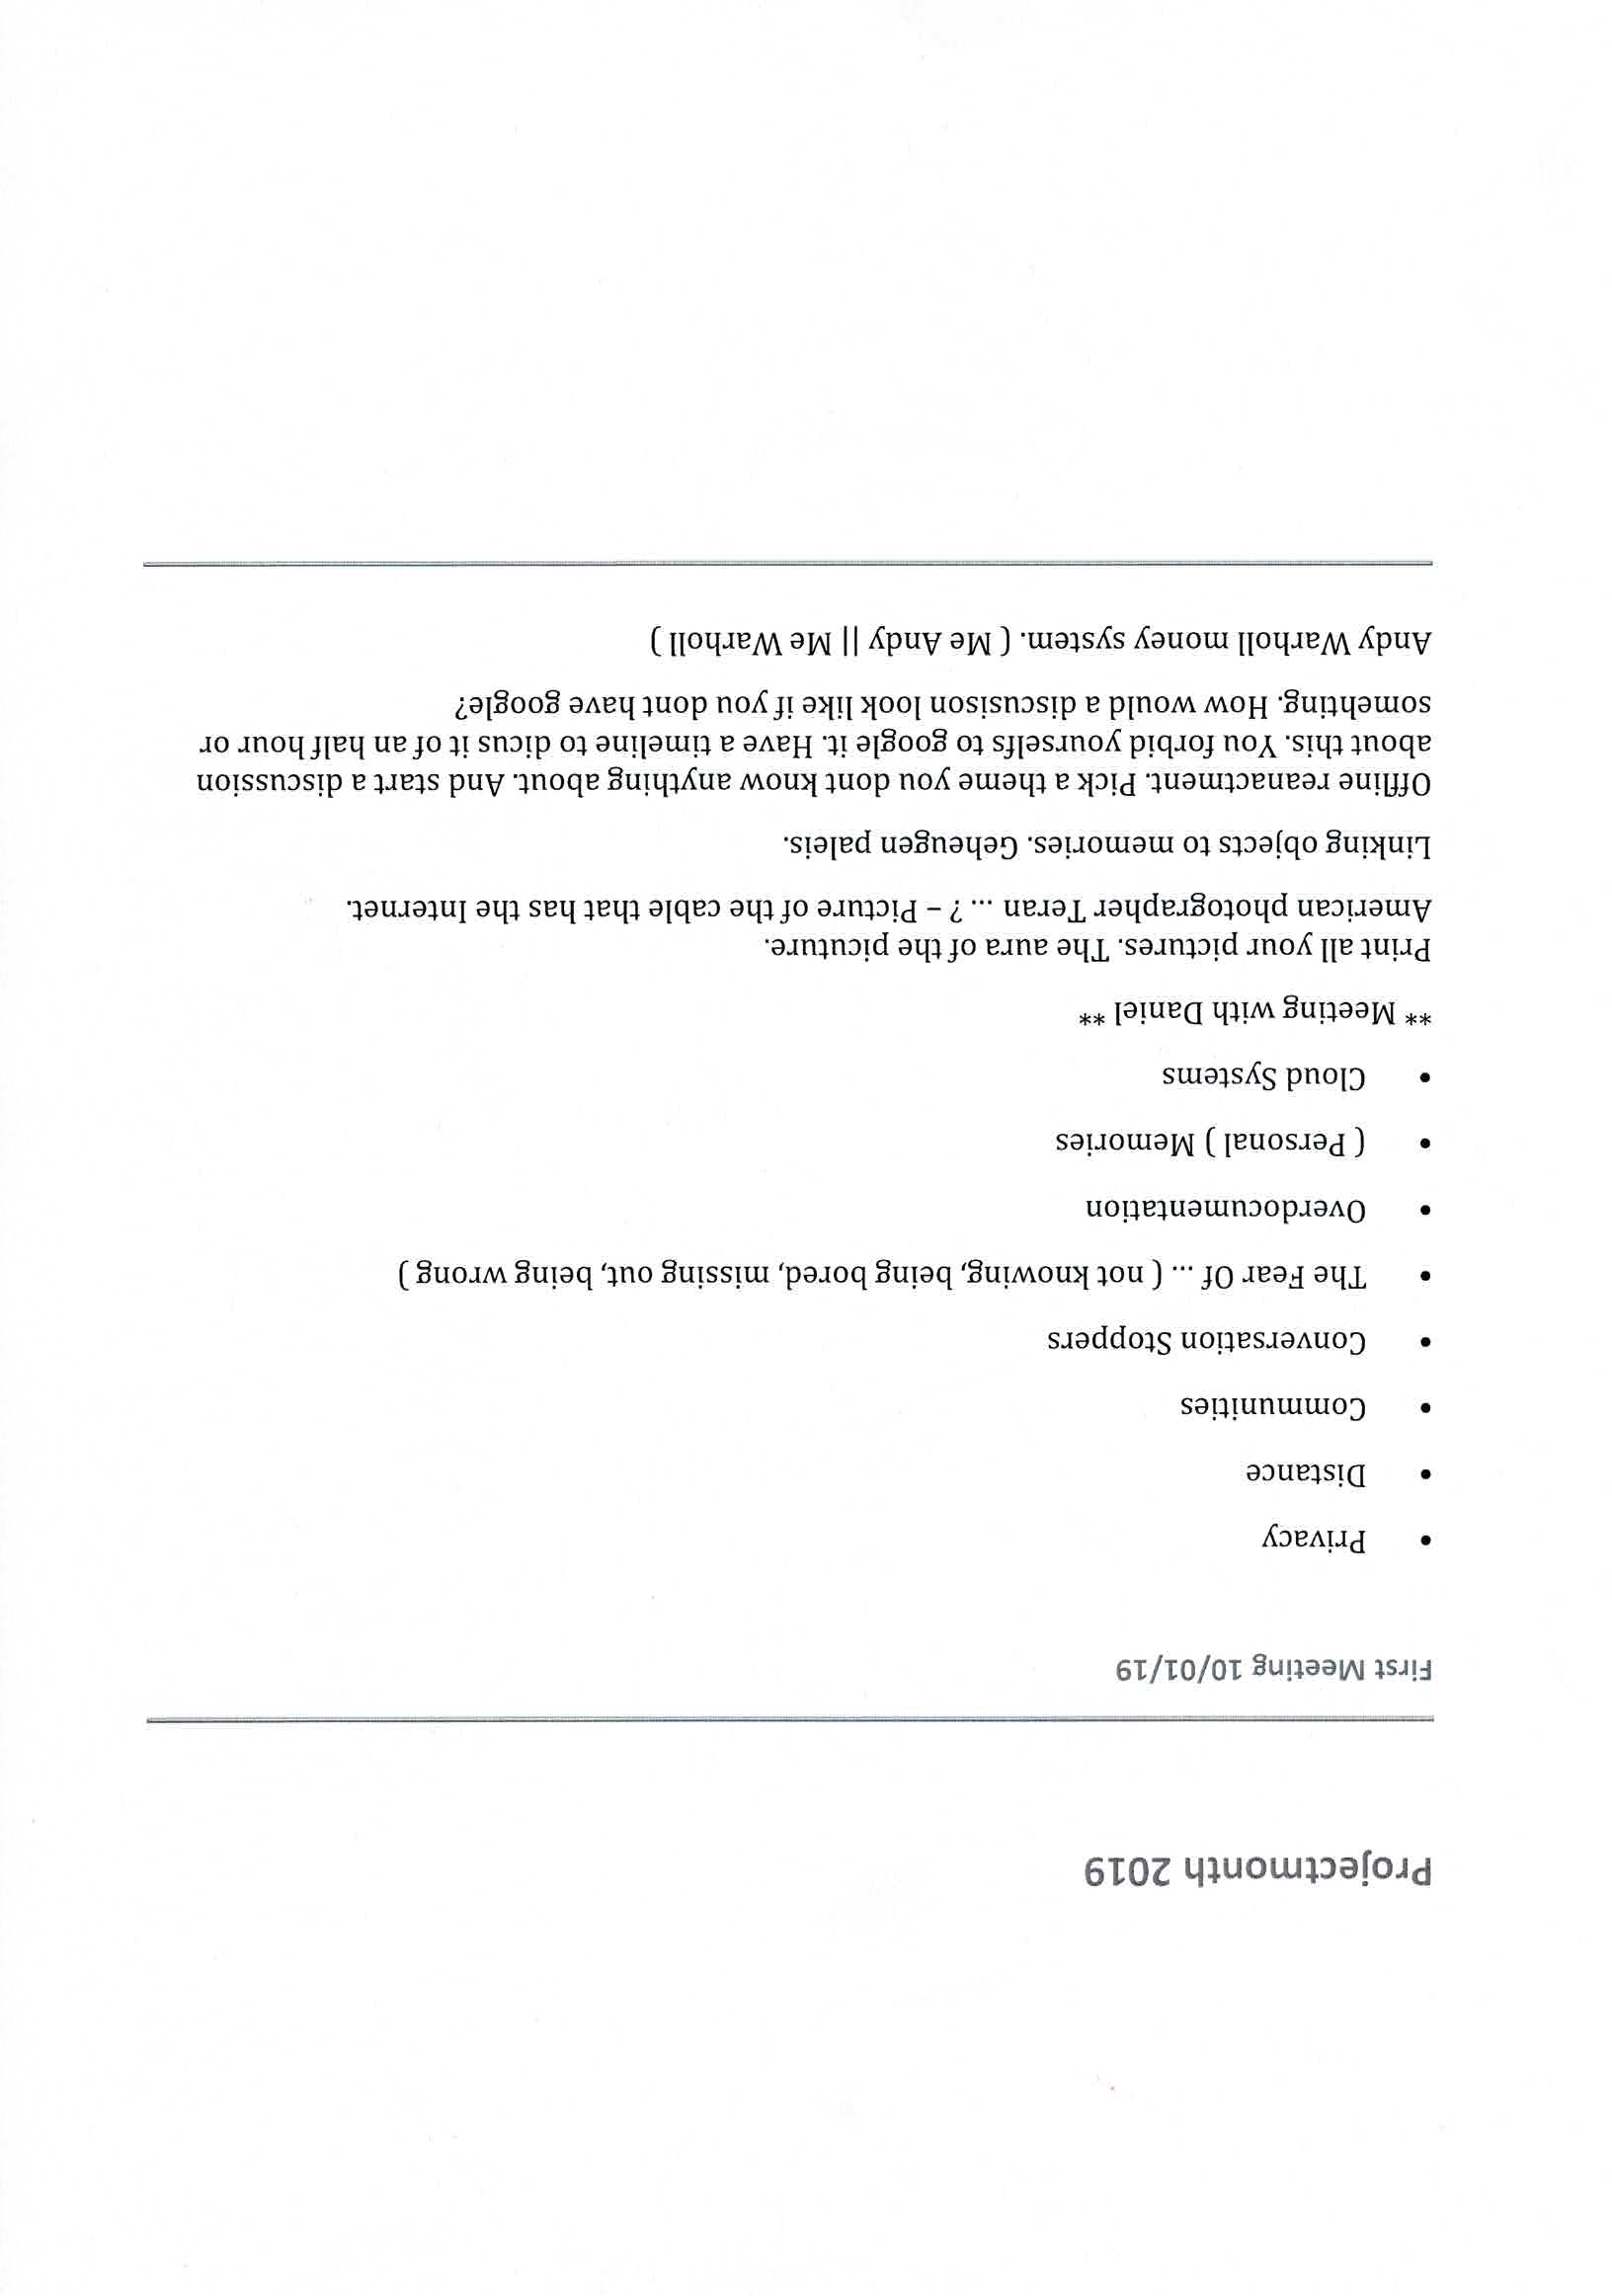 Projectmonth 2019
First Meeting 10/01/19
• Privacy
• Distance
• Communities
• Conversation Stoppers
• The Fear Of ... ( not knowing, being bored, missing out, being wrong )
• Overdocumentation
• ( Personal ) Memories
• Cloud Systems
** Meeting with Daniel **
Print all your pictures. The aura of the picuture.
American photographer Teran ... ? – Picture of the cable that has the Internet.
Linking objects to memories. Geheugen paleis.
Offline reanactment. Pick a theme you dont know anything about. And start a discussion
about this. You forbid yourselfs to google it. Have a timeline to dicus it of an half hour or
somehting. How would a discusison look like if you dont have google?
Andy Warholl money system. ( Me Andy || Me Warholl )